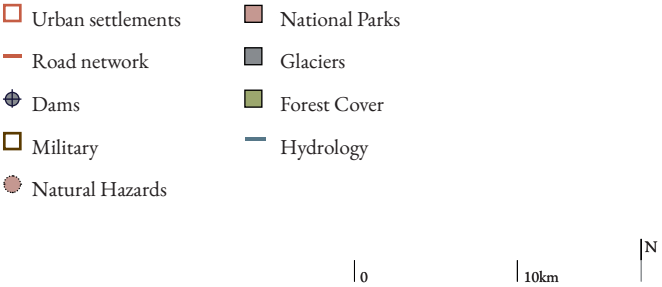 Urban settlements
Road network
Dams
Military
Natural Hazards
National Parks
Glaciers
Forest Cover
Hydrology
0
10km
N